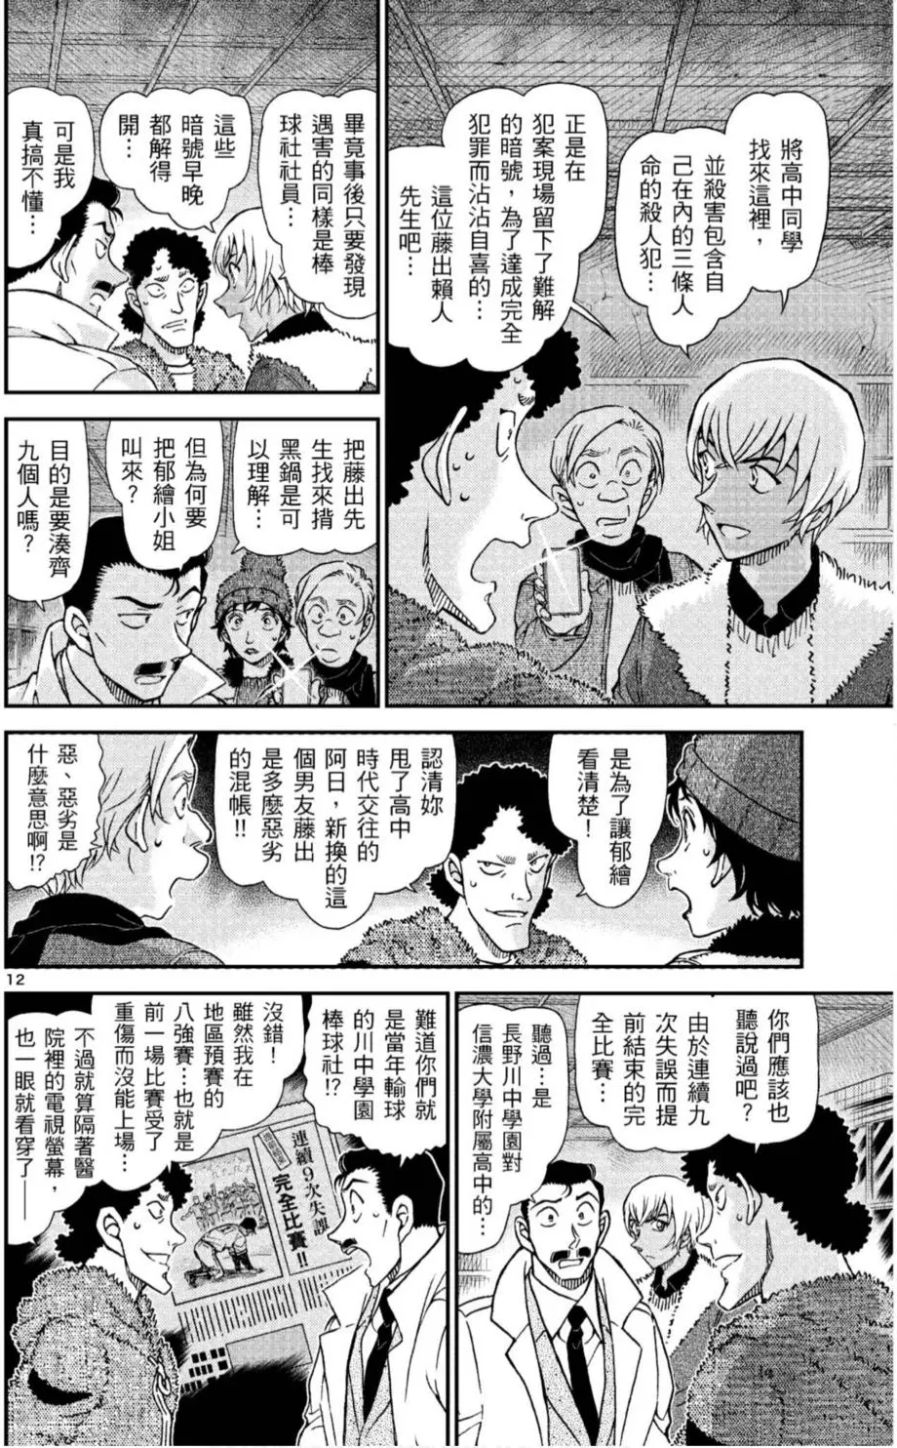 將高中同學
找來這裡，
並殺害包含自
己在內的三條人
命的殺人犯…
正是在
犯案現場留下了難解
的暗號，為了達成完全
犯罪而沾沾自喜的…
這位藤出賴人
先生吧…
畢竟事後只要發現
遇害的同樣是棒
球社社員…
這些
暗號早晚
都解得
開…
可是我
真搞不懂…
把藤出先
生找來揹
黑鍋是可
以理解…
但為何要
把郁繪小姐
叫來？
目的是要湊齊
九個人嗎？
是為了讓郁繪
看清楚！
認清妳
甩了高中
時代交往的
阿日，新換的這
個男友藤出
是多麼惡劣
的混帳!!
惡、惡劣是
什麼意思啊!?
12
你們應該也
聽說過吧？
由於連續九
次失誤而提
前結束的完
全比賽…
聽過…是
長野川中學園對
信濃大學附屬高中的…
難道你們就
是當年輸球
的川中學園
棒球社!?
連續9次失誤
完全比賽!!
沒錯！
雖然我在
地區預賽的
八強賽…也就是
前一場比賽受了
重傷而沒能上場…
不過就算隔著醫
院裡的電視螢幕，
也一眼就看穿了——